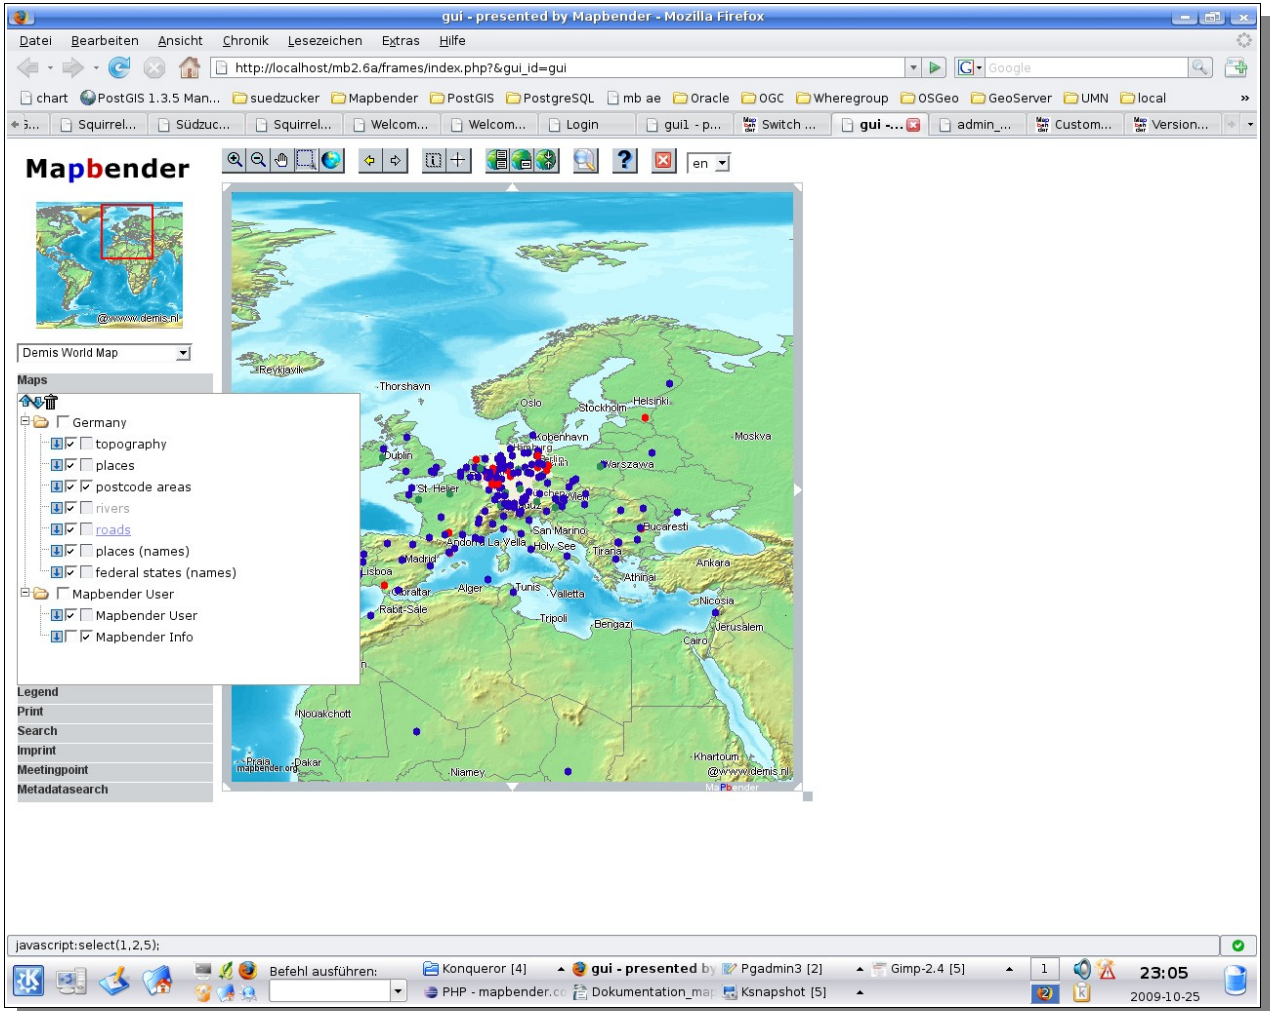 gui - presented by Mapbender - Mozilla Firefox
Datei Bearbeiten Ansicht Chronik Lesezeichen Extras Hilfe
http://localhost/mb2.6a/frames/index.php?&gui_id=gui
G Google
chart PostGIS 1.3.5 Man... suedzucker Mapbender PostGIS PostgreSQL mb ae Oracle OGC Wheregroup OSGeo GeoServer UMN local »
Squirrel... Südzuc... Squirrel... Welcom... Welcom... Login gui1 - p... Switch ... gui -... admin_... Custom... Version...
Mapbender
en
@www.demis.nl
Demis World Map
Maps
Germany
topography
places
postcode areas
rivers
roads
places (names)
federal states (names)
Mapbender User
Mapbender User
Mapbender Info
Legend
Print
Search
Imprint
Meetingpoint
Metadatasearch
Reykjavik
Thorshavn
Oslo
Helsinki
Stockholm
Kobenhavn
Moskva
Dublin
Warszawa
St. Helier
Bucaresti
San Marino
Andorra La Vella
Holy See
Tirana
Madrid
Ankara
Lisboa
Athinai
Alger
Tunis
Gibraltar
Valletta
Nicosia
Rabit-Sale
Tripoli
Bengazi
Jerusalem
Cairo
Nouakchott
Praia
Dakar
Khartoum
mapbender.org
Niamey
@www.demis.nl
MaPbender
javascript:select(1,2,5);
Befehl ausführen:
Konqueror [4] gui - presented by Pgadmin3 [2] Gimp-2.4 [5] 1
PHP - mapbender.co Dokumentation_map Ksnapshot [5] 2
23:05
2009-10-25